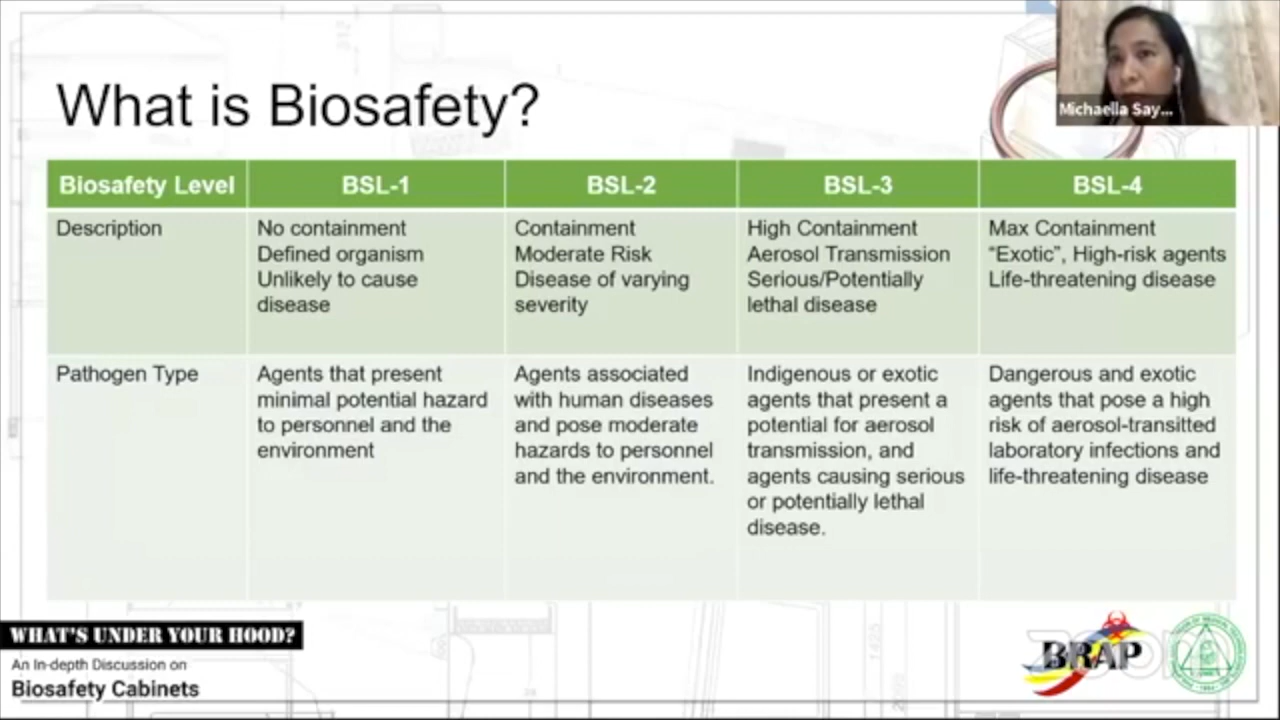 Michaella Say...
What is Biosafety?
Biosafety Level
BSL-1
BSL-2
BSL-3
BSL-4
Description
No containment
Defined organism
Unlikely to cause
disease
Containment
Moderate Risk
Disease of varying
severity
High Containment
Aerosol Transmission
Serious/Potentially
lethal disease
Max Containment
“Exotic”, High-risk agents
Life-threatening disease
Pathogen Type
Agents that present
minimal potential hazard
to personnel and the
environment
Agents associated
with human diseases
and pose moderate
hazards to personnel
and the environment.
Indigenous or exotic
agents that present a
potential for aerosol
transmission, and
agents causing serious
or potentially lethal
disease.
Dangerous and exotic
agents that pose a high
risk of aerosol-transitted
laboratory infections and
life-threatening disease
WHAT'S UNDER YOUR HOOD?
An In-depth Discussion on
Biosafety Cabinets
BRAP
zoom